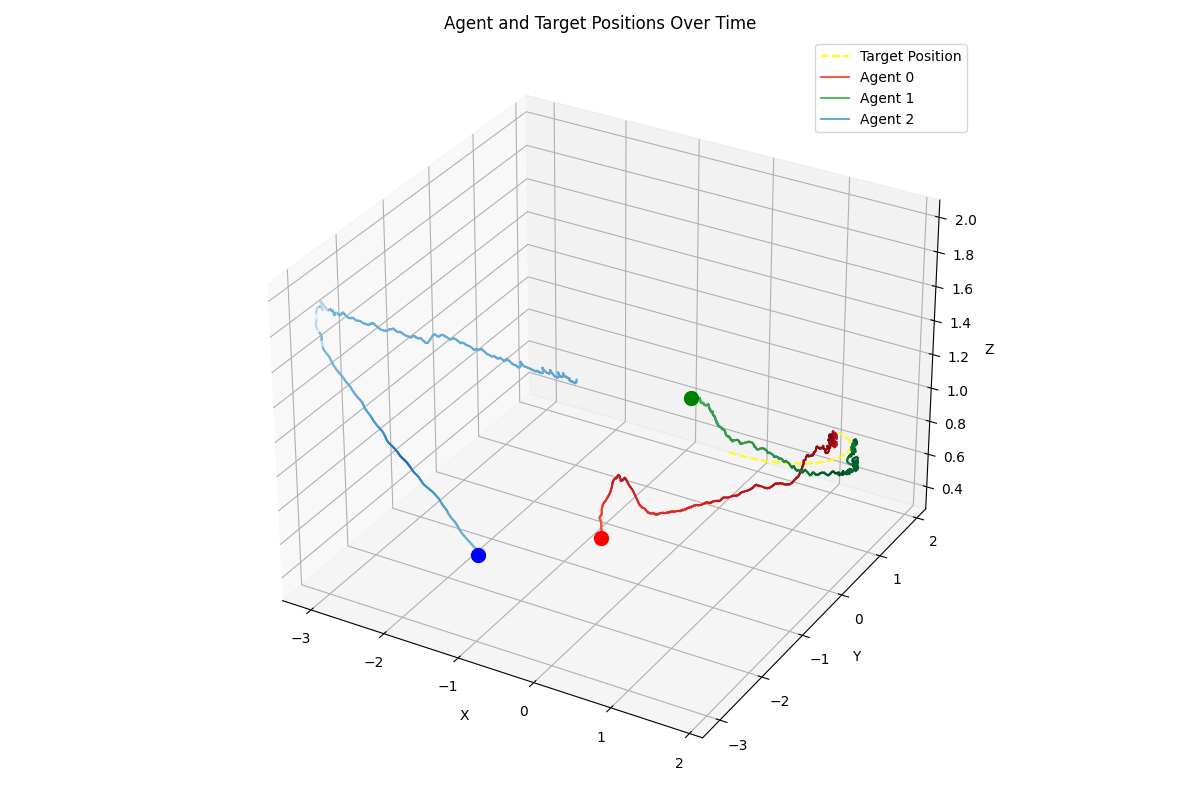 Agent and Target Positions Over Time
Target Position
Agent 0
Agent 1
Agent 2
2.0
1.8
1.6
1.4
Z
1.2
1.0
0.8
0.6
0.4
2
1
0
−1
Y
−2
−3
−3
−2
−1
X
0
1
2